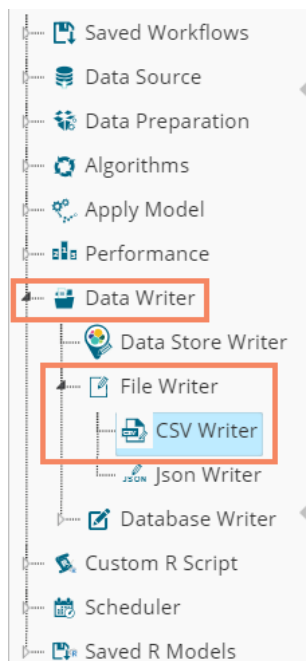 Saved Workflows
Data Source
Data Preparation
Algorithms
Apply Model
Performance
Data Writer
Data Store Writer
File Writer
CSV Writer
JSON Json Writer
Database Writer
Custom R Script
Scheduler
Saved R Models